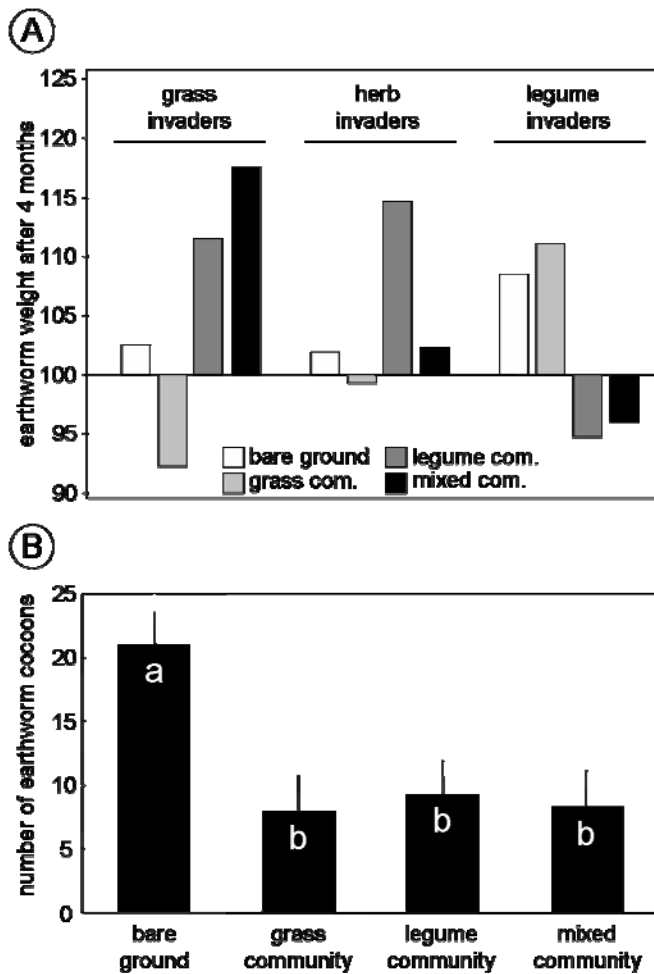 A
earthworm weight after 4 months
125
120
115
110
105
100
95
90
grass
invaders
herb
invaders
legume
invaders
bare ground
legume com.
grass com.
mixed com.
B
number of earthworm cocoons
25
20
15
10
5
0
a
b
b
b
bare
ground
grass
community
legume
community
mixed
community